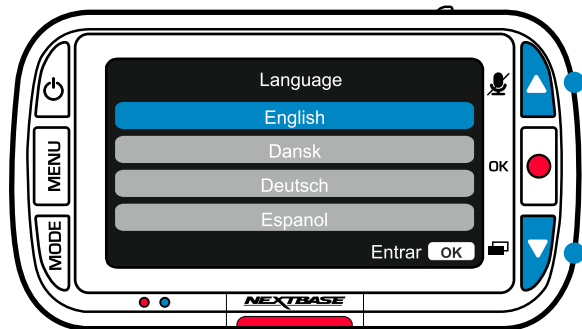 Language
English
Dansk
Deutsch
Espanol
Entrar OK
MENU
MODE
OK
NEXTBASE